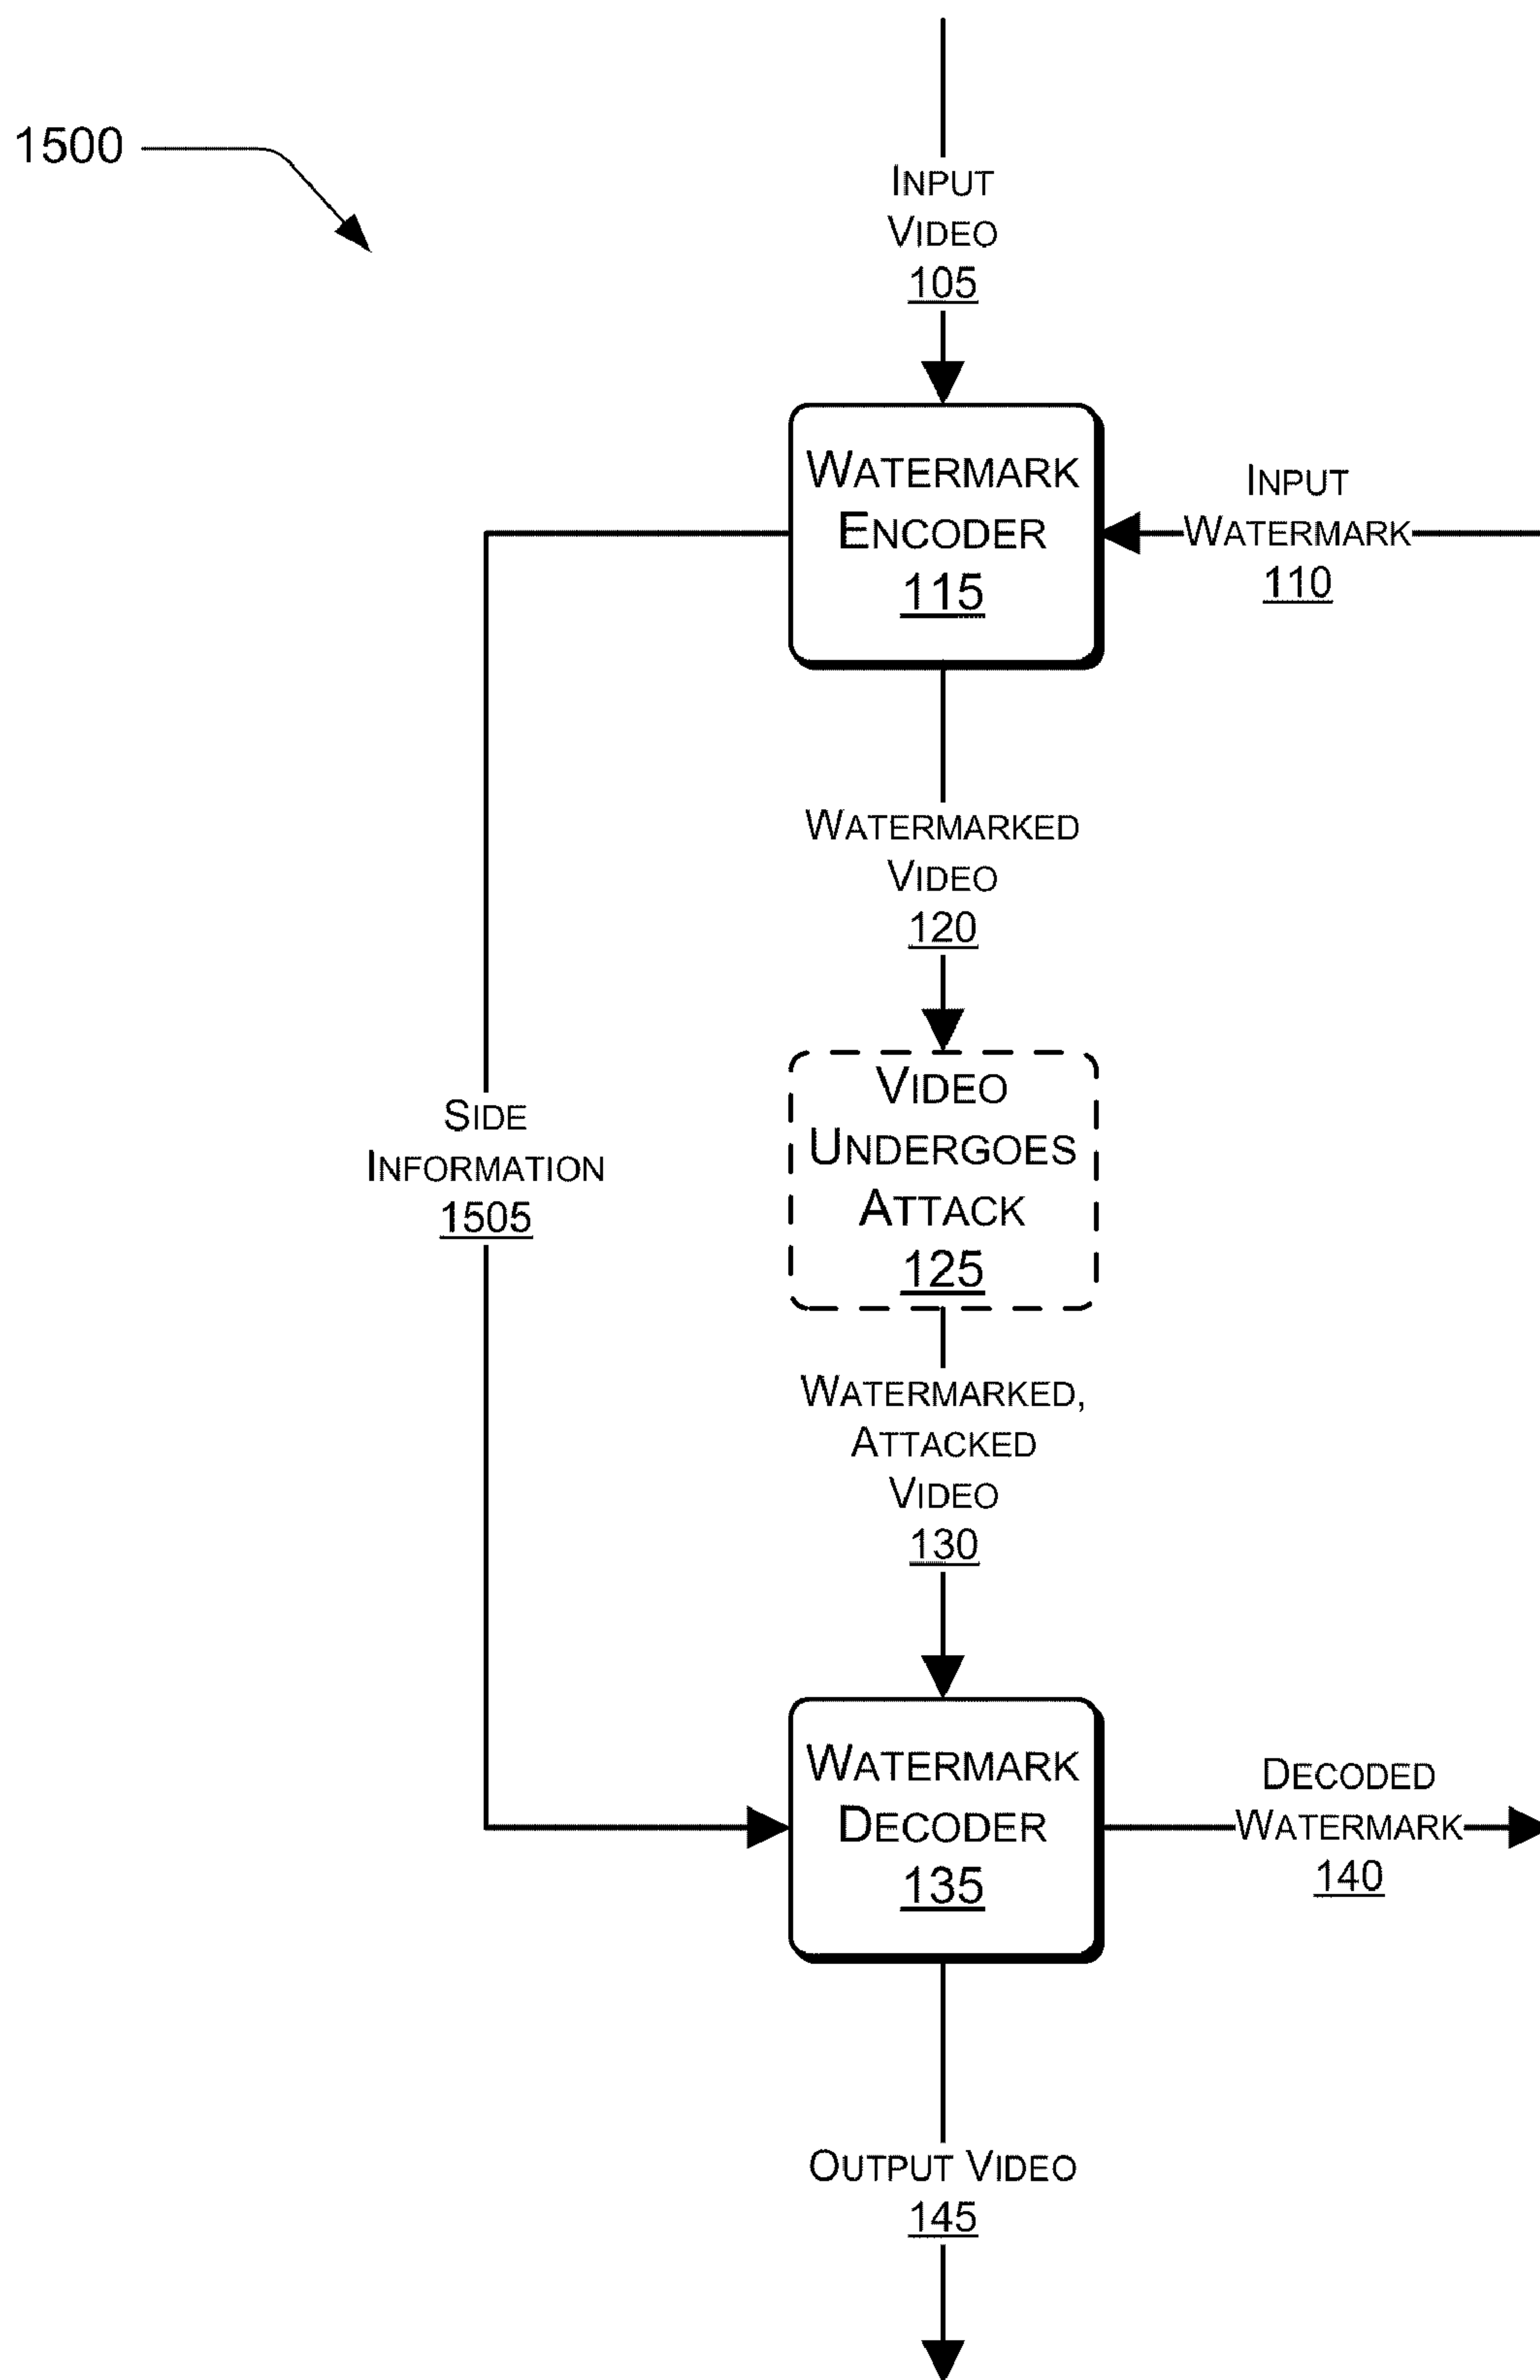 1500
INPUT
VIDEO
105
WATERMARK
ENCODER
115
INPUT
WATERMARK
110
WATERMARKED
VIDEO
120
SIDE
INFORMATION
1505
VIDEO
UNDERGOES
ATTACK
125
WATERMARKED,
ATTACKED
VIDEO
130
WATERMARK
DECODER
135
DECODED
WATERMARK
140
OUTPUT VIDEO
145